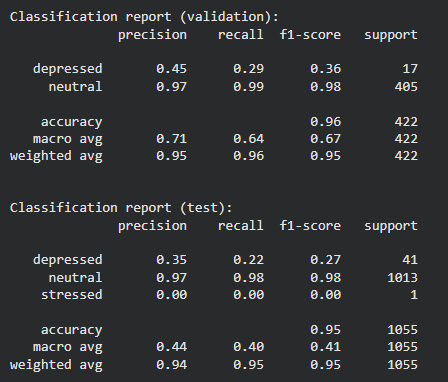 Classification report (validation):
precision recall f1-score support
depressed 0.45 0.29 0.36 17
neutral 0.97 0.99 0.98 405
accuracy 0.96 422
macro avg 0.71 0.64 0.67 422
weighted avg 0.95 0.96 0.95 422
Classification report (test):
precision recall f1-score support
depressed 0.35 0.22 0.27 41
neutral 0.97 0.98 0.98 1013
stressed 0.00 0.00 0.00 1
accuracy 0.95 1055
macro avg 0.44 0.40 0.41 1055
weighted avg 0.94 0.95 0.95 1055